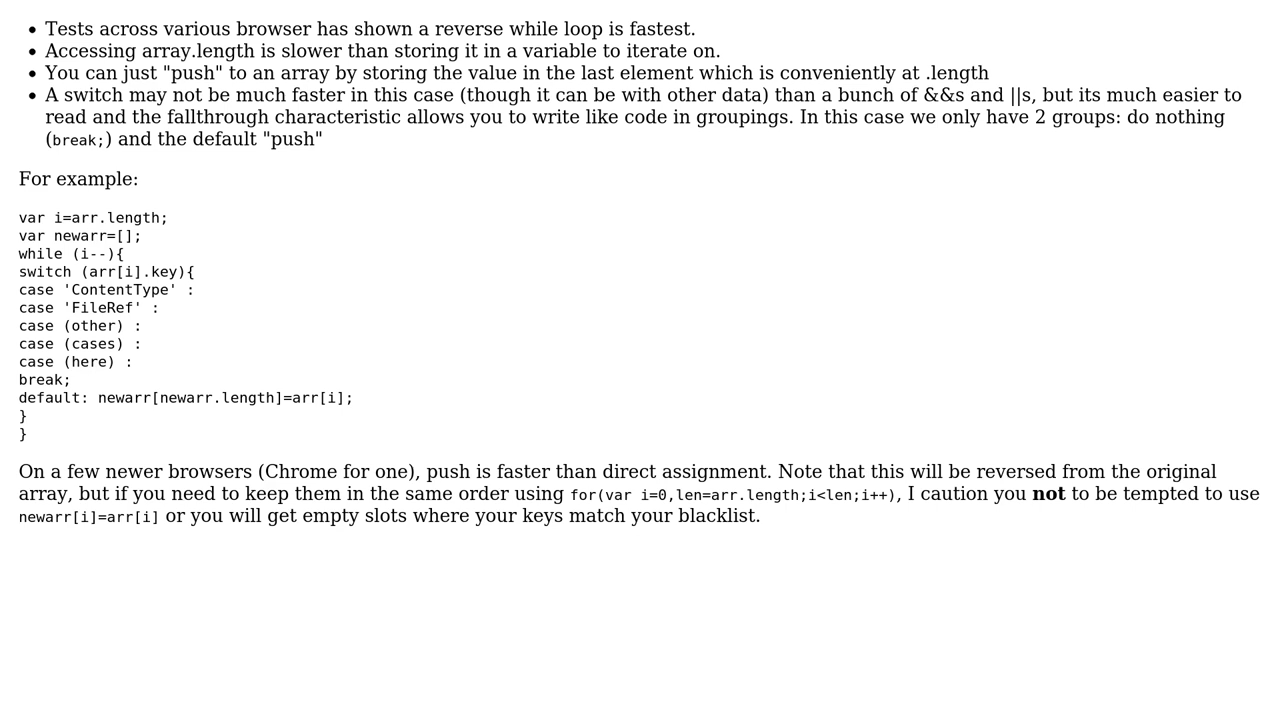 Tests across various browser has shown a reverse while loop is fastest.
Accessing array.length is slower than storing it in a variable to iterate on.
You can just "push" to an array by storing the value in the last element which is conveniently at .length
A switch may not be much faster in this case (though it can be with other data) than a bunch of &&s and ||s, but its much easier to
read and the fallthrough characteristic allows you to write like code in groupings. In this case we only have 2 groups: do nothing
(break;) and the default "push"
For example:
var i=arr.length;
var newarr=[];
while (i--){
switch (arr[i].key){
case 'ContentType' :
case 'FileRef' :
case (other) :
case (cases) :
case (here) :
break;
default: newarr[newarr.length]=arr[i];
}
}
On a few newer browsers (Chrome for one), push is faster than direct assignment. Note that this will be reversed from the original
array, but if you need to keep them in the same order using for(var i=0,len=arr.length;i<len;i++), I caution you not to be tempted to use
newarr[i]=arr[i] or you will get empty slots where your keys match your blacklist.